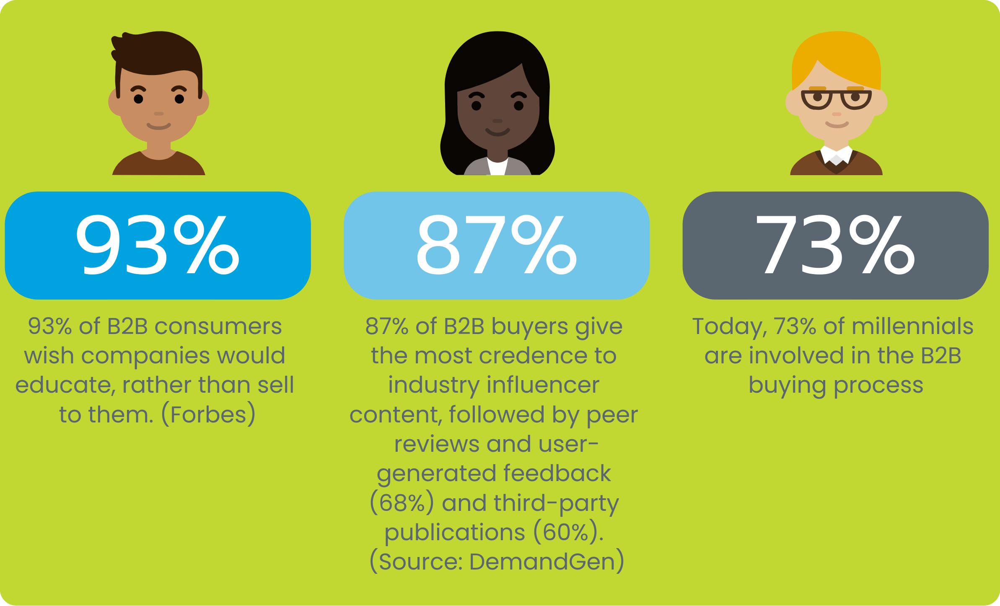 93%
93% of B2B consumers
wish companies would
educate, rather than sell
to them. (Forbes)
87%
87% of B2B buyers give
the most credence to
industry influencer
content, followed by peer
reviews and user-
generated feedback
(68%) and third-party
publications (60%).
(Source: DemandGen)
73%
Today, 73% of millennials
are involved in the B2B
buying process